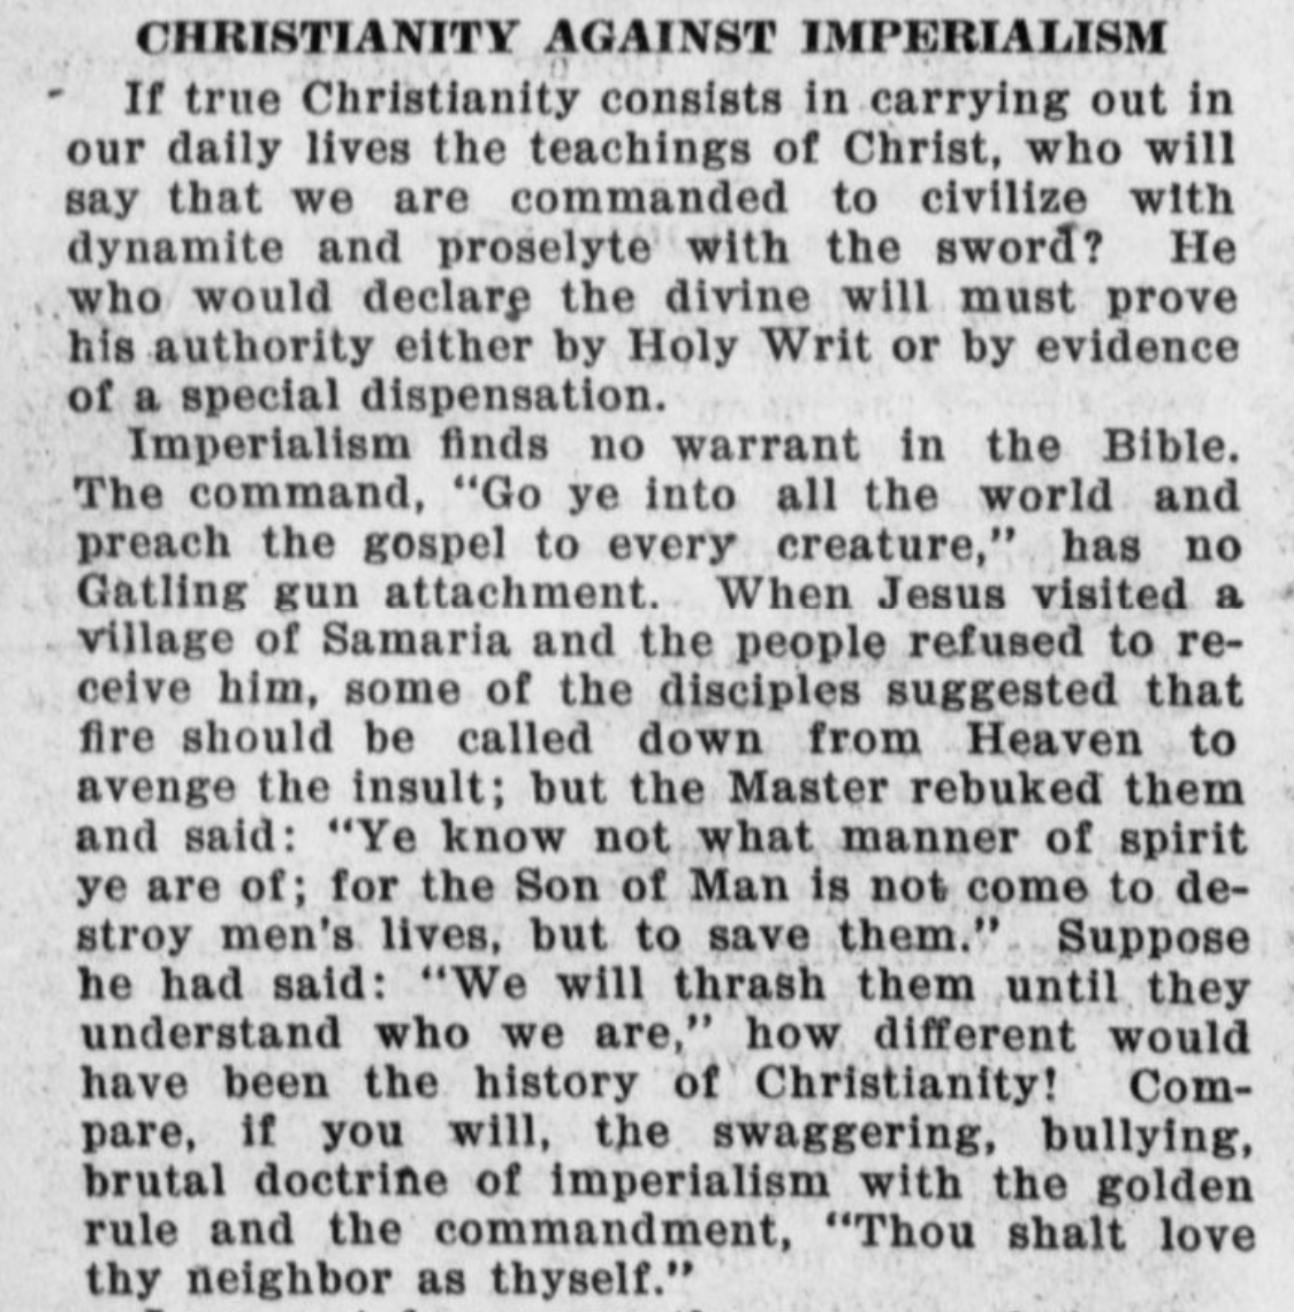 CHRISTIANITY AGAINST IMPERIALISM
If true Christianity consists in carrying out in
our daily lives the teachings of Christ, who will
say that we are commanded to civilize with
dynamite and proselyte with the sword? He
who would declare the divine will must prove
his authority either by Holy Writ or by evidence
of a special dispensation.
Imperialism finds no warrant in the Bible.
The command, "Go ye into all the world and
preach the gospel to every creature," has no
Gatling gun attachment. When Jesus visited a
village of Samaria and the people refused to re-
ceive him, some of the disciples suggested that
fire should be called down from Heaven to
avenge the insult; but the Master rebuked them
and said: "Ye know not what manner of spirit
ye are of; for the Son of Man is not come to de-
stroy men's lives, but to save them." Suppose
he had said: "We will thrash them until they
understand who we are," how different would
have been the history of Christianity! Com-
pare, if you will, the swaggering, bullying,
brutal doctrine of imperialism with the golden
rule and the commandment, "Thou shalt love
thy neighbor as thyself."